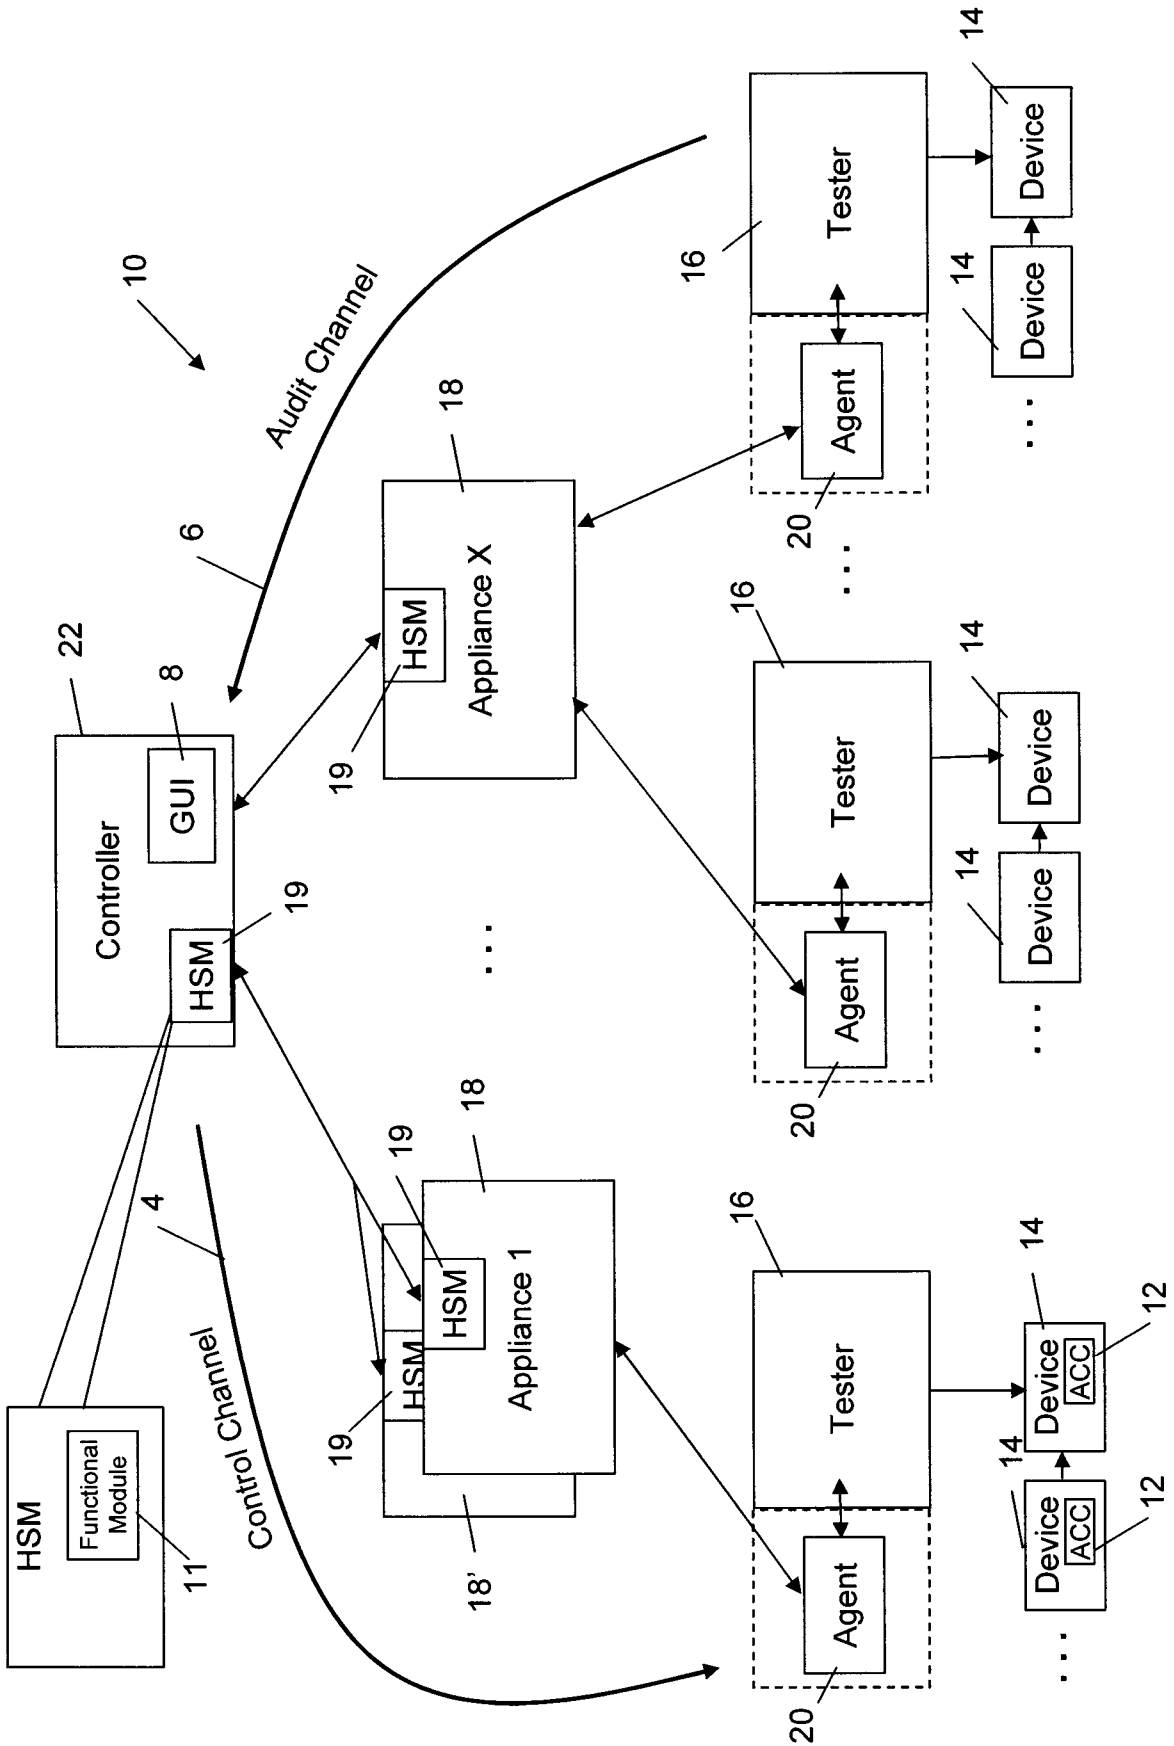 HSM
Functional
Module
11
Controller
22
HSM
19
GUI
8
10
4
Control Channel
6
Audit Channel
18'
19
HSM
HSM
19
Appliance 1
18
...
19
HSM
Appliance X
18
20
Agent
Tester
16
20
Agent
Tester
16
...
20
Agent
Tester
16
...
Device
ACC
14
12
Device
ACC
14
12
...
Device
14
Device
14
...
Device
14
Device
14